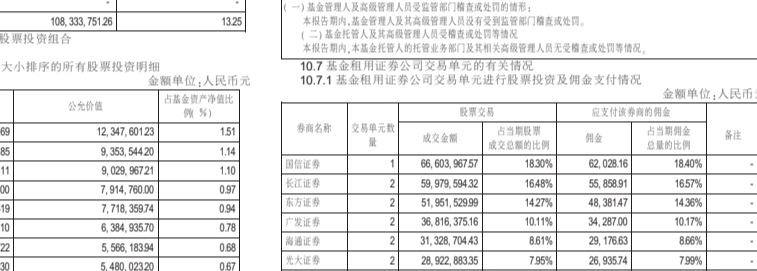 - -
108,333,751.26 13.25
股票投资组合
大小排序的所有股票投资明细
金额单位:人民币元
公允价值 占基金资产净值比例(%)
69 12,347,601.23 1.51
85 9,353,544.20 1.14
11 9,029,967.21 1.10
00 7,914,760.00 0.97
819 7,718,359.74 0.94
10 6,384,935.70 0.78
22 5,566,183.94 0.68
30 5,480,023.20 0.67
(一)基金管理人及高级管理人员受监管部门稽查或处罚的情形:
本报告期内,基金管理人及其高级管理人员没有受到监管部门稽查或处罚。
(二)基金托管人及其高级管理人员受稽查或处罚等情况
本报告期内,本基金托管人的托管业务部门及其相关高级管理人员无受稽查或处罚等情况。
10.7 基金租用证券公司交易单元的有关情况
10.7.1 基金租用证券公司交易单元进行股票投资及佣金支付情况
金额单位:人民币
券商名称 交易单元数量 股票交易 应支付该券商的佣金 备注
成交金额 占当期股票成交总额的比例 佣金 占当期佣金总量的比例
国信证券 1 66,603,967.57 18.30% 62,028.16 18.40% -
长江证券 2 59,979,594.32 16.48% 55,858.91 16.57% -
东方证券 2 51,951,529.99 14.27% 48,381.47 14.36% -
广发证券 2 36,816,375.16 10.11% 34,287.00 10.17% -
海通证券 2 31,328,704.43 8.61% 29,176.63 8.66% -
光大证券 2 28,922,883.35 7.95% 26,935.74 7.99% -